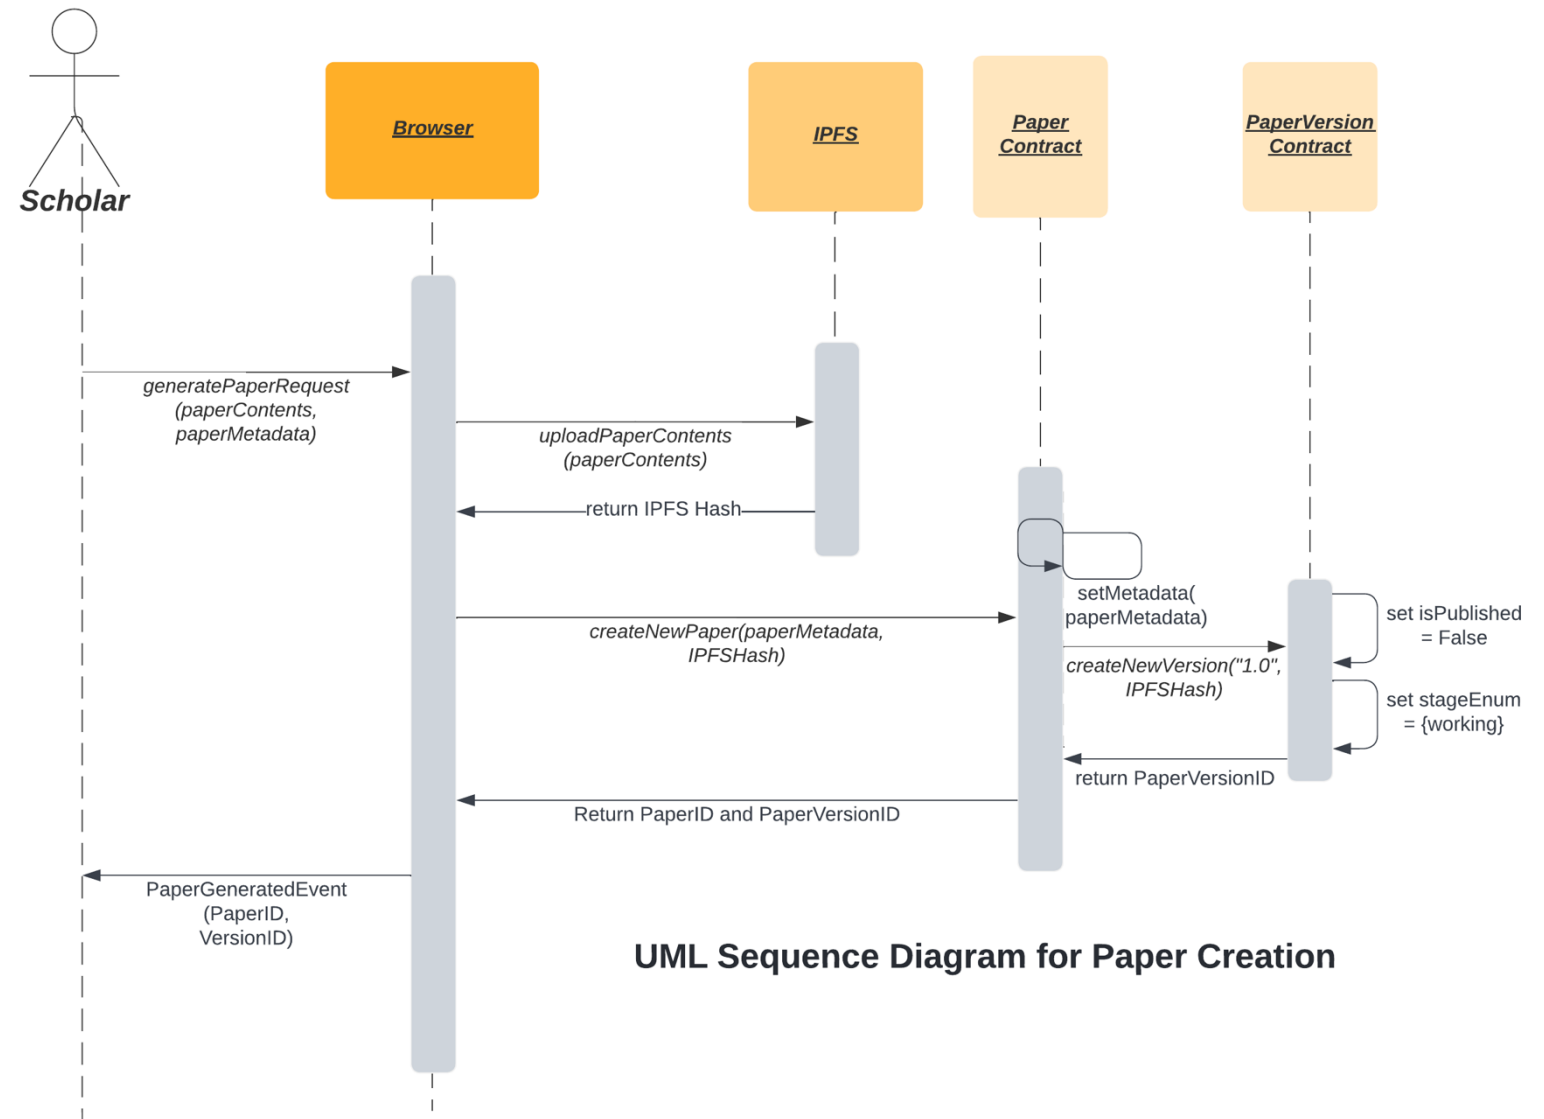 Scholar
Browser
IPFS
Paper
Contract
PaperVersion
Contract
generatePaperRequest
(paperContents,
paperMetadata)
uploadPaperContents
(paperContents)
return IPFS Hash
setMetadata(
paperMetadata)
createNewPaper(paperMetadata,
IPFSHash)
set isPublished
= False
createNewVersion("1.0",
IPFSHash)
set stageEnum
= {working}
return PaperVersionID
Return PaperID and PaperVersionID
PaperGeneratedEvent
(PaperID,
VersionID)
UML Sequence Diagram for Paper Creation